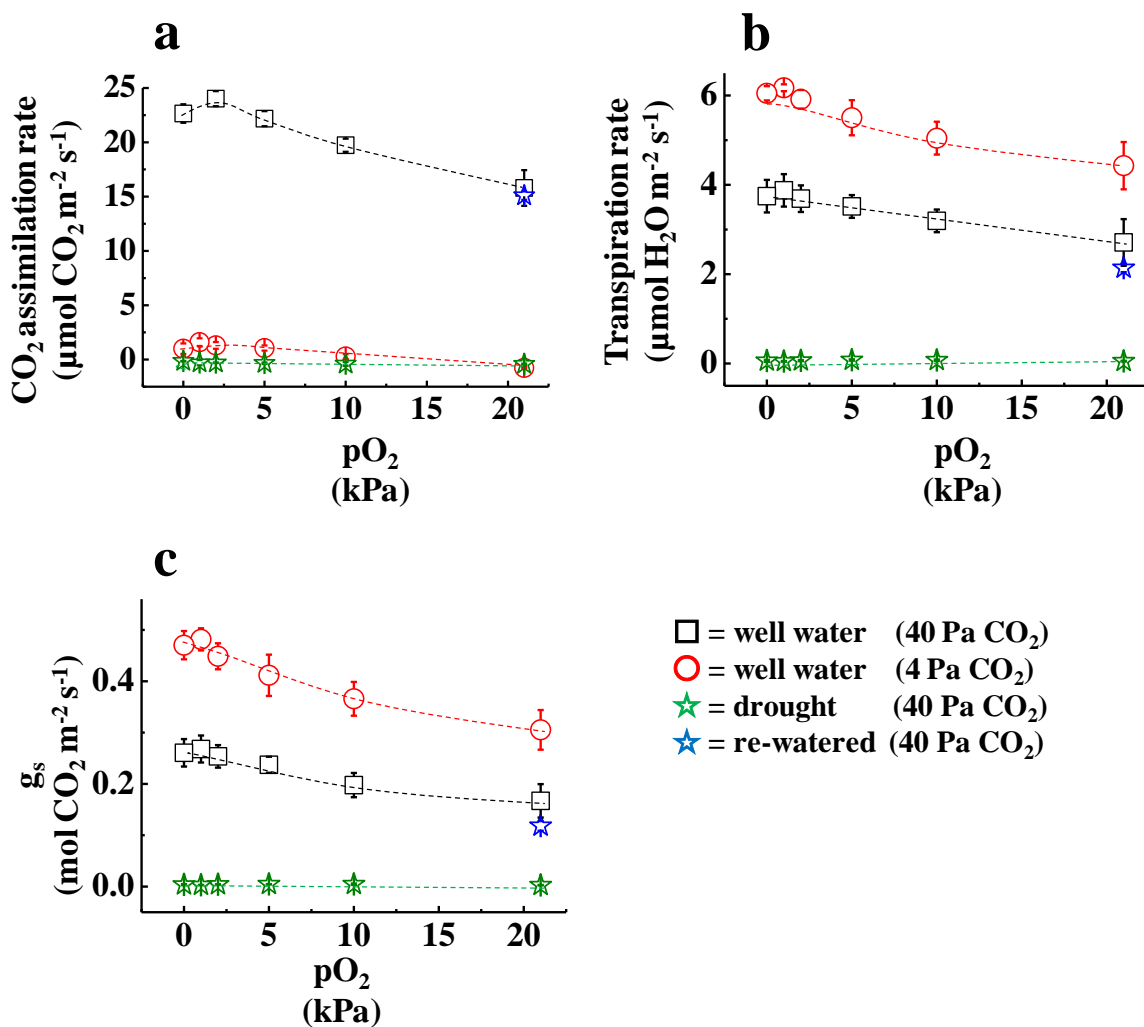 a
CO₂ assimilation rate
(µmol CO₂ m⁻² s⁻¹)
25
20
15
10
5
0
0 5 10 15 20
pO₂
(kPa)
b
Transpiration rate
(µmol H₂O m⁻² s⁻¹)
6
4
2
0
0 5 10 15 20
pO₂
(kPa)
c
gₛ
(mol CO₂ m⁻² s⁻¹)
0.4
0.2
0.0
0 5 10 15 20
pO₂
(kPa)
= well water (40 Pa CO₂)
= well water (4 Pa CO₂)
= drought (40 Pa CO₂)
= re-watered (40 Pa CO₂)